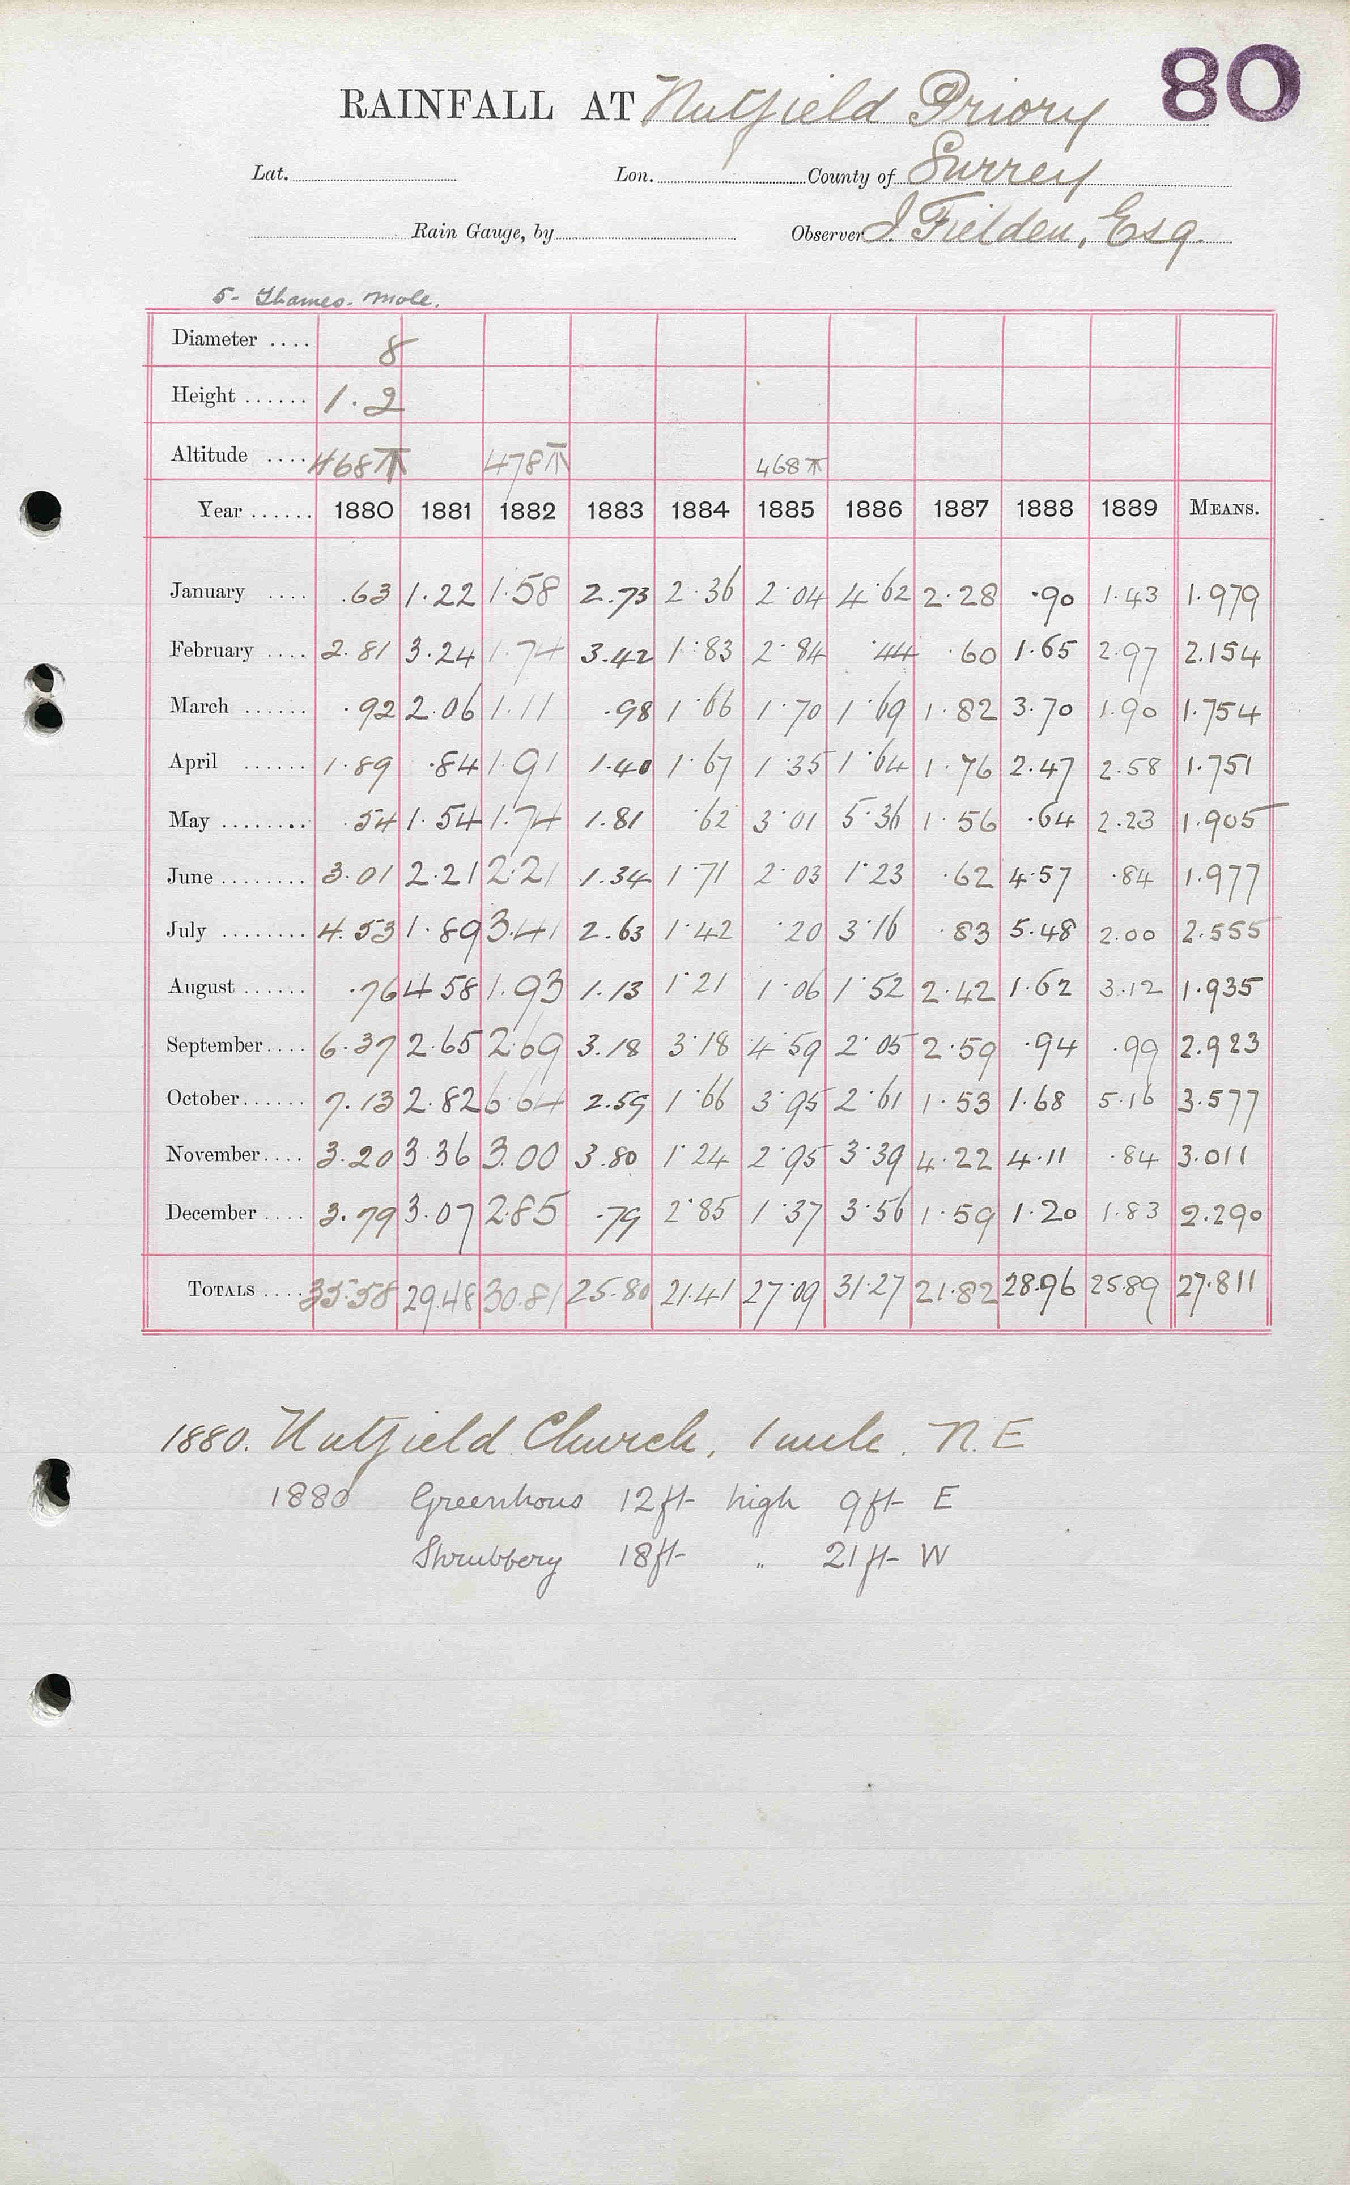 80
RAINFALL AT Nutfield Priory
Lat. Lon. County of Surrey
Rain Gauge, by Observer J. Fielden, Esq.
5- Thames. Mole.
Diameter .... 8
Height ...... 1.2
Altitude .... 468 478 468
Year ...... 1880 1881 1882 1883 1884 1885 1886 1887 1888 1889 MEANS.
January .... .63 1.22 1.58 2.73 2.36 2.04 4.62 2.28 .90 1.43 1.979
February .... 2.81 3.24 1.74 3.42 1.83 2.84 .44 .60 1.65 2.97 2.154
March ...... .92 2.06 1.11 .98 1.66 1.70 1.69 1.82 3.70 1.90 1.754
April ...... 1.89 .84 1.91 1.40 1.67 1.35 1.64 1.76 2.47 2.58 1.751
May ........ .54 1.54 1.74 1.81 .62 3.01 5.36 1.56 .64 2.23 1.905
June ........ 3.01 2.21 2.21 1.34 1.71 2.03 1.23 .62 4.57 .84 1.977
July ........ 4.53 1.89 3.41 2.63 1.42 .20 3.16 .83 5.48 2.00 2.555
August ...... .76 4.58 1.93 1.13 1.21 1.06 1.52 2.42 1.62 3.12 1.935
September.... 6.37 2.65 2.69 3.18 3.18 4.59 2.05 2.59 .94 .99 2.923
October...... 7.13 2.82 6.64 2.59 1.66 3.95 2.61 1.53 1.68 5.16 3.577
November.... 3.20 3.36 3.00 3.80 1.24 2.95 3.39 4.22 4.11 .84 3.011
December .... 3.79 3.07 2.85 .79 2.85 1.37 3.56 1.59 1.20 1.83 2.290
TOTALS .... 35.58 29.48 30.81 25.80 21.41 27.09 31.27 21.82 28.96 25.89 27.811
1880. Nutfield Church, 1 mile, N.E
1880 Greenhous 12ft high 9ft E
Shrubbery 18ft „ 21ft W